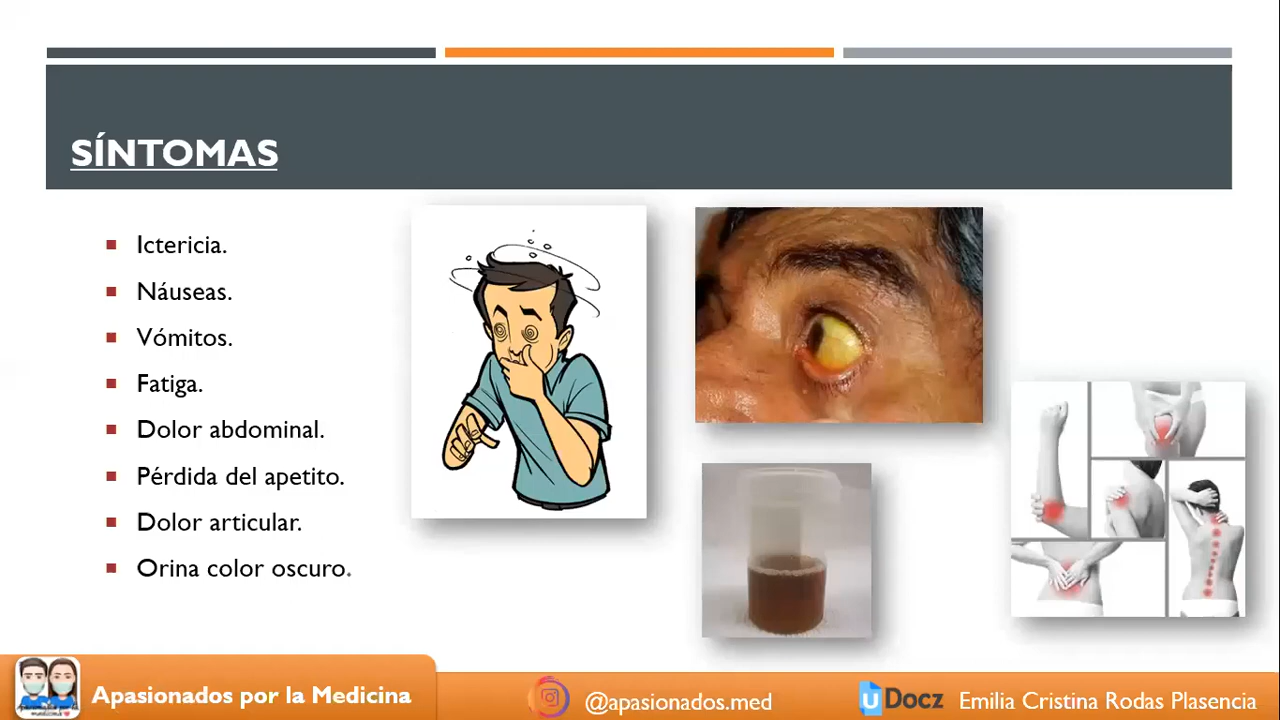 SÍNTOMAS
Ictericia.
Náuseas.
Vómitos.
Fatiga.
Dolor abdominal.
Pérdida del apetito.
Dolor articular.
Orina color oscuro.
Apasionados por la Medicina
@apasionados.med
uDocz
Emilia Cristina Rodas Plasencia